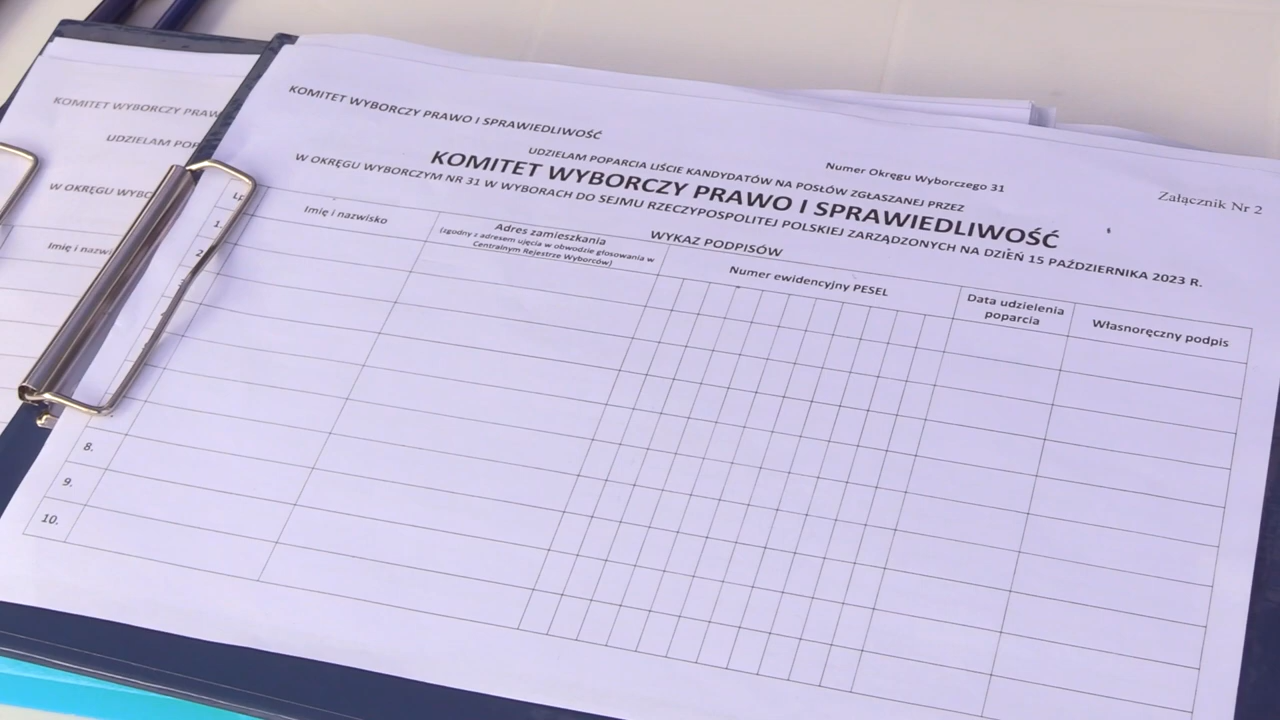 KOMITET WYBORCZY PRAW
UDZIELAM POP
W OKRĘGU WYBO
Imię i nazwi
KOMITET WYBORCZY PRAWO I SPRAWIEDLIWOŚĆ
Numer Okręgu Wyborczego 31
Załącznik Nr 2
UDZIELAM POPARCIA LIŚCIE KANDYDATÓW NA POSŁÓW ZGŁASZANEJ PRZEZ
KOMITET WYBORCZY PRAWO I SPRAWIEDLIWOŚĆ
W OKRĘGU WYBORCZYM NR 31 W WYBORACH DO SEJMU RZECZYPOSPOLITEJ POLSKIEJ ZARZĄDZONYCH NA DZIEŃ 15 PAŹDZIERNIKA 2023 R.
WYKAZ PODPISÓW
Lp
Imię i nazwisko
Adres zamieszkania
(zgodny z adresem ujęcia w obwodzie głosowania w
Centralnym Rejestrze Wyborców)
Numer ewidencyjny PESEL
Data udzielenia
poparcia
Własnoręczny podpis
1.
2
8.
9.
10.